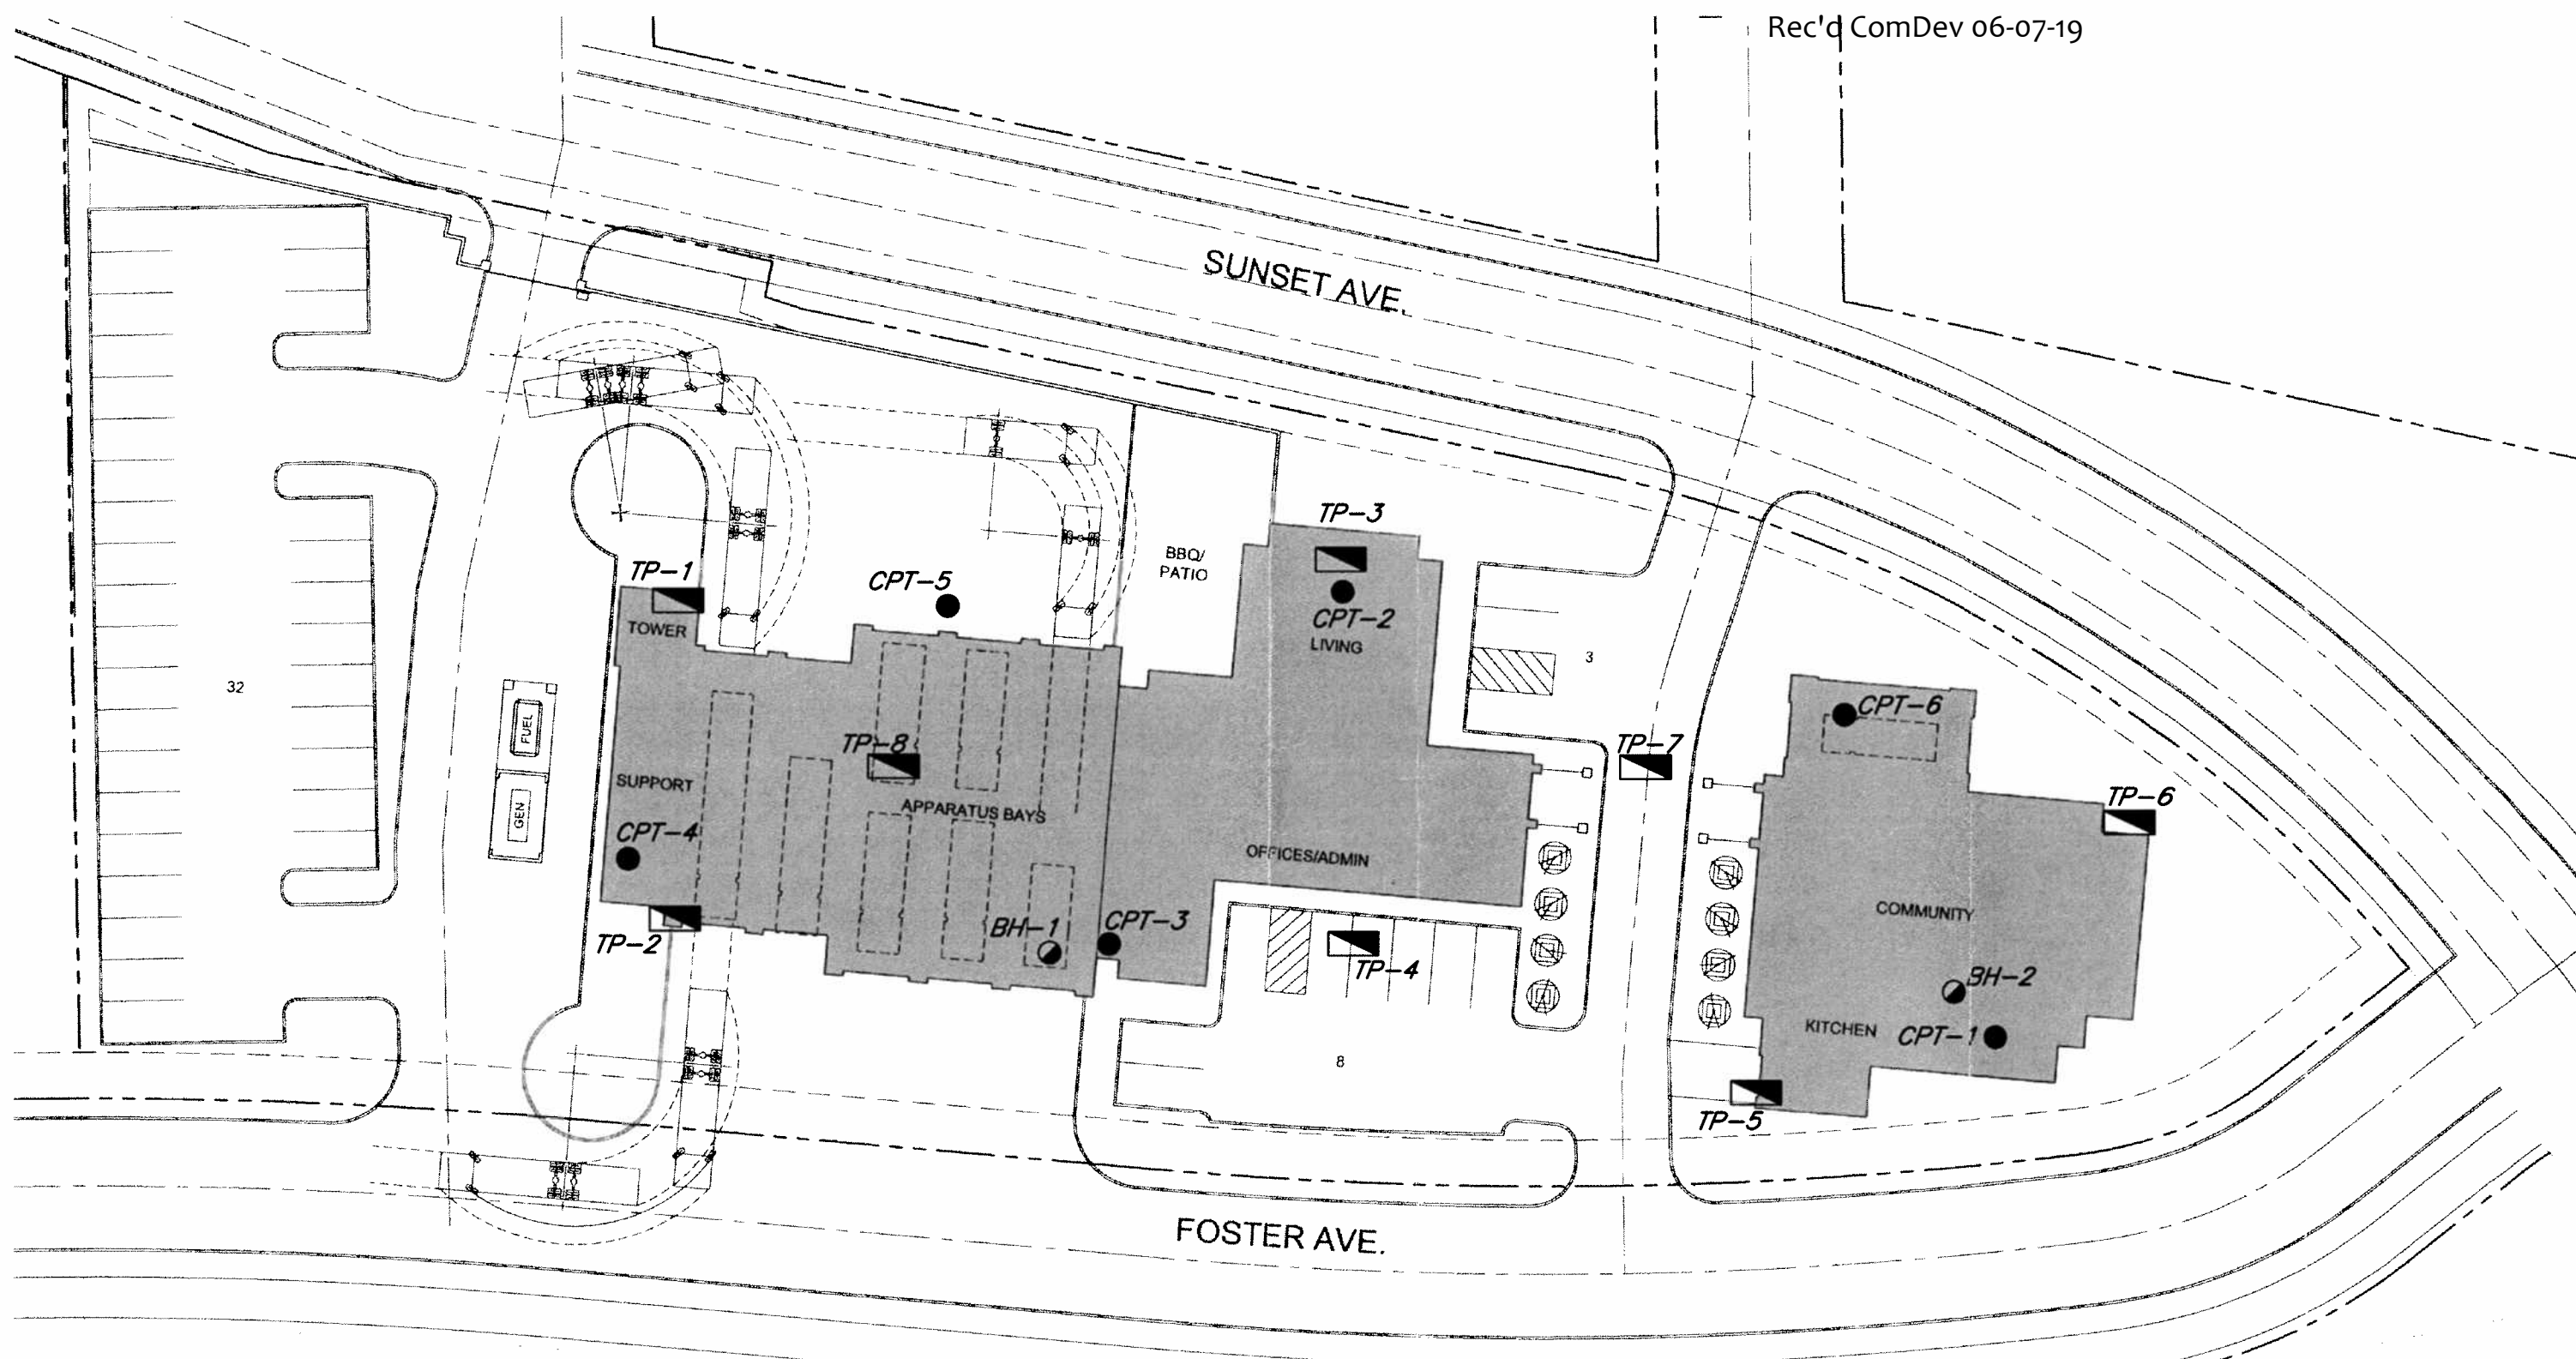 Rec'd ComDev 06-07-19
SUNSET AVE.
TP-3
BBQ/
PATIO
TP-1
CPT-5
CPT-2
TOWER
LIVING
3
32
CPT-6
FUEL
TP-8
TP-7
SUPPORT
TP-6
GEN
APPARATUS BAYS
CPT-4
OFFICES/ADMIN
COMMUNITY
BH-1
CPT-3
TP-2
TP-4
BH-2
KITCHEN
CPT-1
8
TP-5
FOSTER AVE.